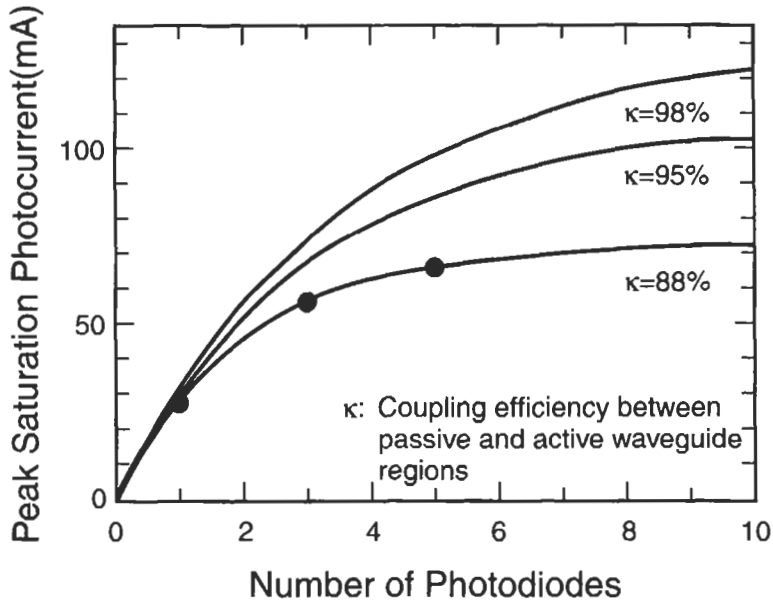 Peak Saturation Photocurrent(mA)
100
50
0
κ=98%
κ=95%
κ=88%
κ: Coupling efficiency between
passive and active waveguide
regions
0 2 4 6 8 10
Number of Photodiodes